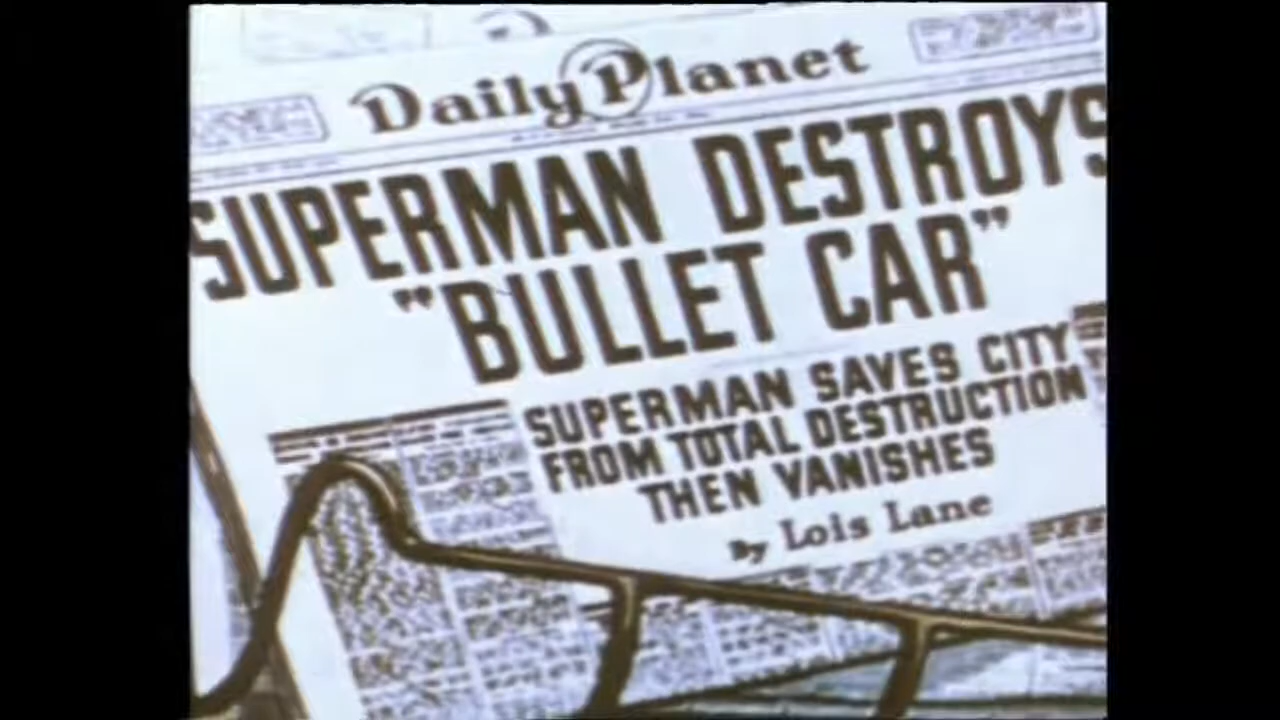 Daily Planet
SUPERMAN DESTROYS
"BULLET CAR"
SUPERMAN SAVES CITY
FROM TOTAL DESTRUCTION
THEN VANISHES
By Lois Lane